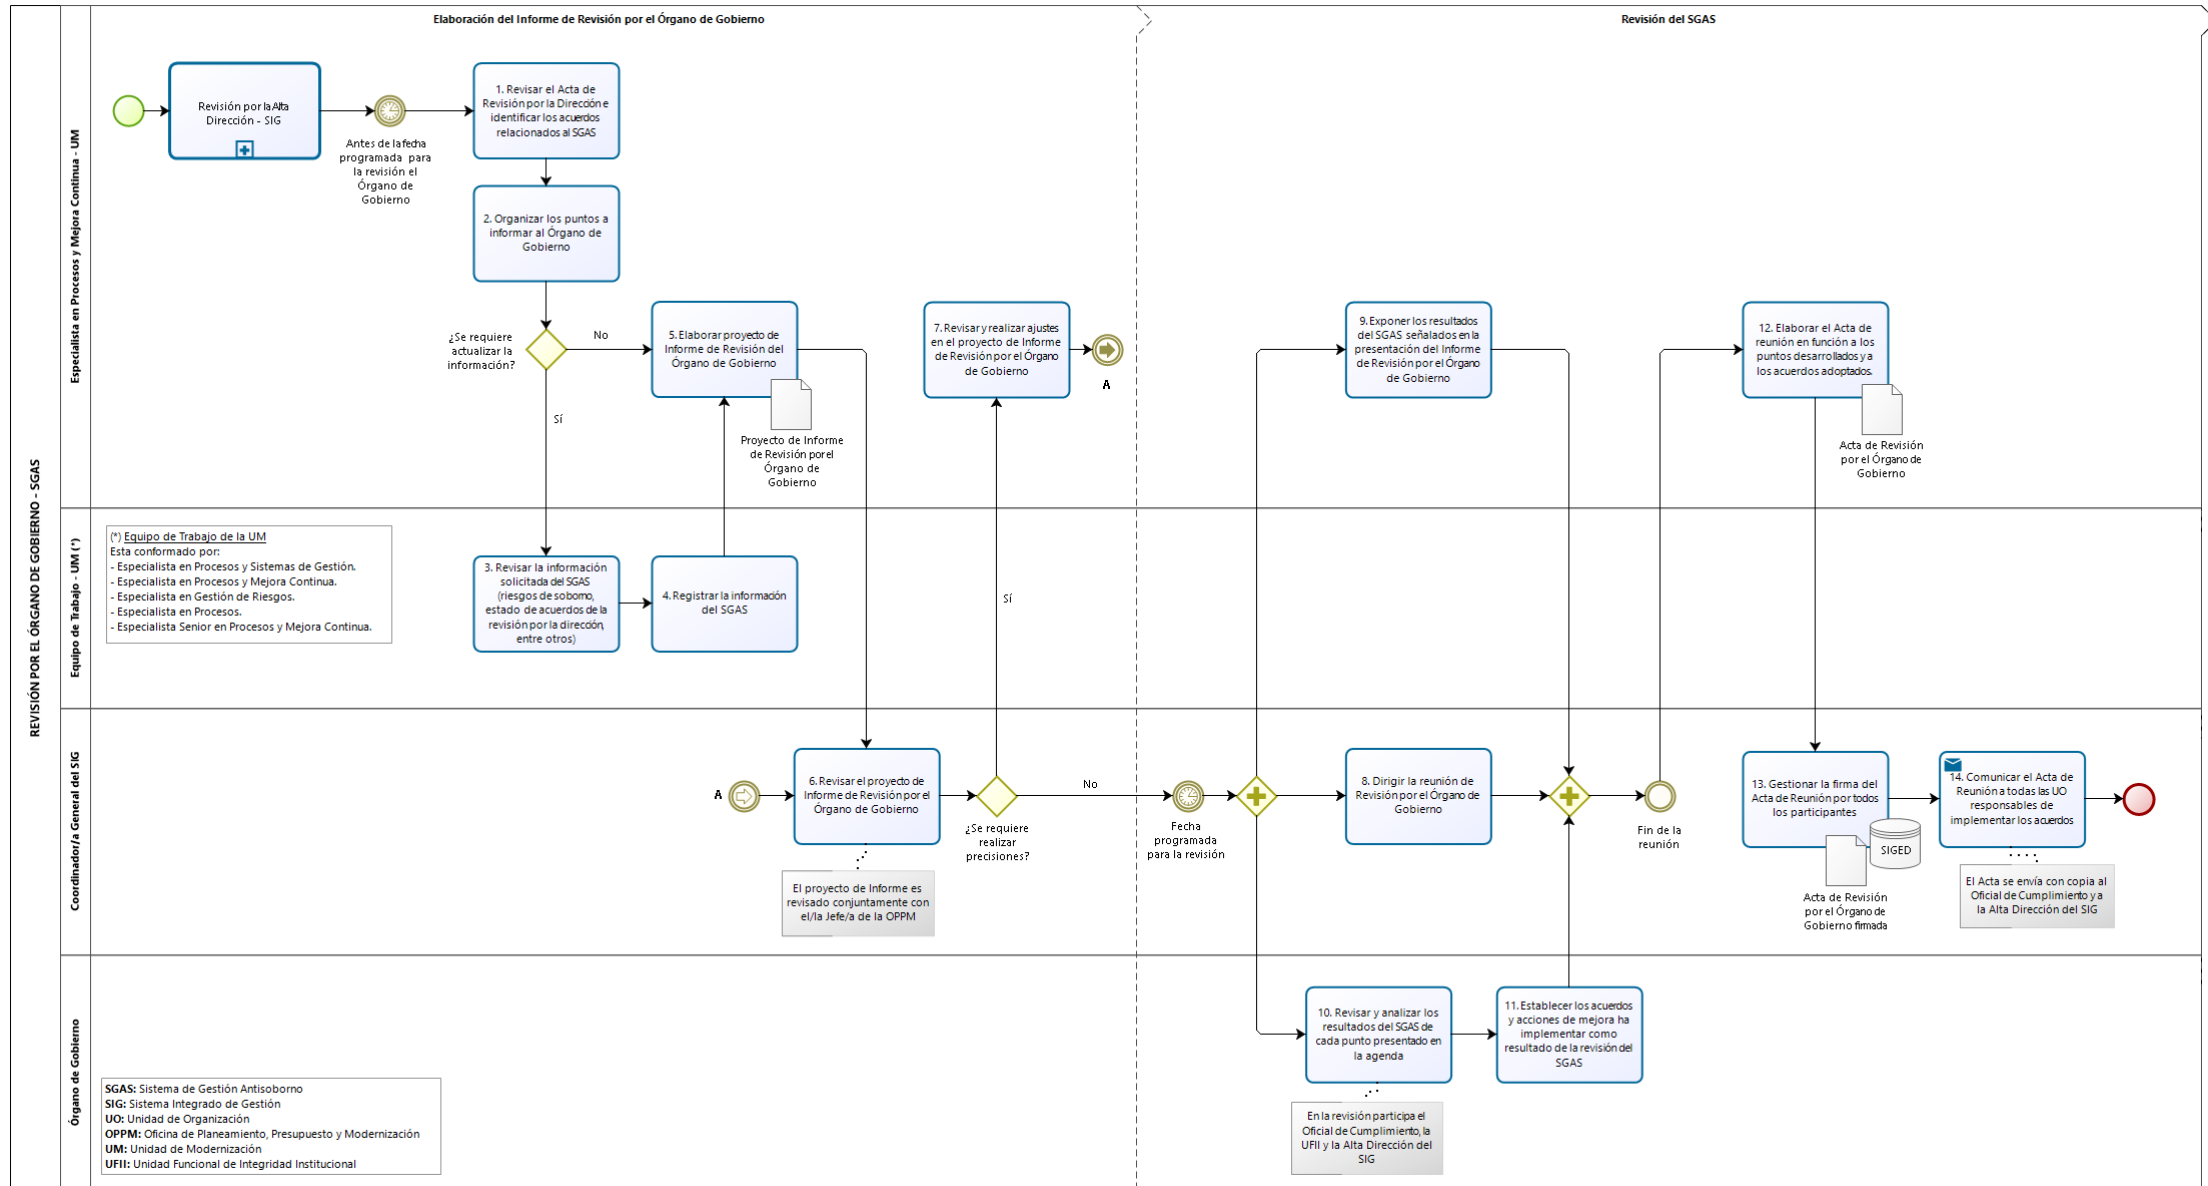 Elaboración del Informe de Revisión por el Órgano de Gobierno
Revisión del SGAS
REVISIÓN POR EL ÓRGANO DE GOBIERNO - SGAS
Especialista en Procesos y Mejora Continua - UM
Revisión por la Alta
Dirección - SIG
Antes de la fecha
programada para
la revisión el
Órgano de
Gobierno
1. Revisar el Acta de
Revisión por la Dirección e
identificar los acuerdos
relacionados al SGAS
2. Organizar los puntos a
informar al Órgano de
Gobierno
¿Se requiere
actualizar la
información?
No
Sí
5. Elaborar proyecto de
Informe de Revisión del
Órgano de Gobierno
Proyecto de Informe
de Revisión por el
Órgano de
Gobierno
7. Revisar y realizar ajustes
en el proyecto de Informe
de Revisión por el Órgano
de Gobierno
A
9. Exponer los resultados
del SGAS señalados en la
presentación del Informe
de Revisión por el Órgano
de Gobierno
12. Elaborar el Acta de
reunión en función a los
puntos desarrollados y a
los acuerdos adoptados.
Acta de Revisión
por el Órgano de
Gobierno
Equipo de Trabajo - UM (*)
(*) Equipo de Trabajo de la UM
Esta conformado por:
- Especialista en Procesos y Sistemas de Gestión.
- Especialista en Procesos y Mejora Continua.
- Especialista en Gestión de Riesgos.
- Especialista en Procesos.
- Especialista Senior en Procesos y Mejora Continua.
3. Revisar la información
solicitada del SGAS
(riesgos de soborno,
estado de acuerdos de la
revisión por la dirección,
entre otros)
4. Registrar la información
del SGAS
Sí
Coordinador/a General del SIG
A
6. Revisar el proyecto de
Informe de Revisión por el
Órgano de Gobierno
El proyecto de Informe es
revisado conjuntamente con
el/la Jefe/a de la OPPM
¿Se requiere
realizar
precisiones?
No
Fecha
programada
para la revisión
8. Dirigir la reunión de
Revisión por el Órgano de
Gobierno
Fin de la
reunión
13. Gestionar la firma del
Acta de Reunión por todos
los participantes
SIGED
Acta de Revisión
por el Órgano de
Gobierno firmada
14. Comunicar el Acta de
Reunión a todas las UO
responsables de
implementar los acuerdos
El Acta se envía con copia al
Oficial de Cumplimiento y a
la Alta Dirección del SIG
Órgano de Gobierno
10. Revisar y analizar los
resultados del SGAS de
cada punto presentado en
la agenda
11. Establecer los acuerdos
y acciones de mejora ha
implementar como
resultado de la revisión del
SGAS
En la revisión participa el
Oficial de Cumplimiento, la
UFII y la Alta Dirección del
SIG
SGAS: Sistema de Gestión Antisoborno
SIG: Sistema Integrado de Gestión
UO: Unidad de Organización
OPPM: Oficina de Planeamiento, Presupuesto y Modernización
UM: Unidad de Modernización
UFII: Unidad Funcional de Integridad Institucional